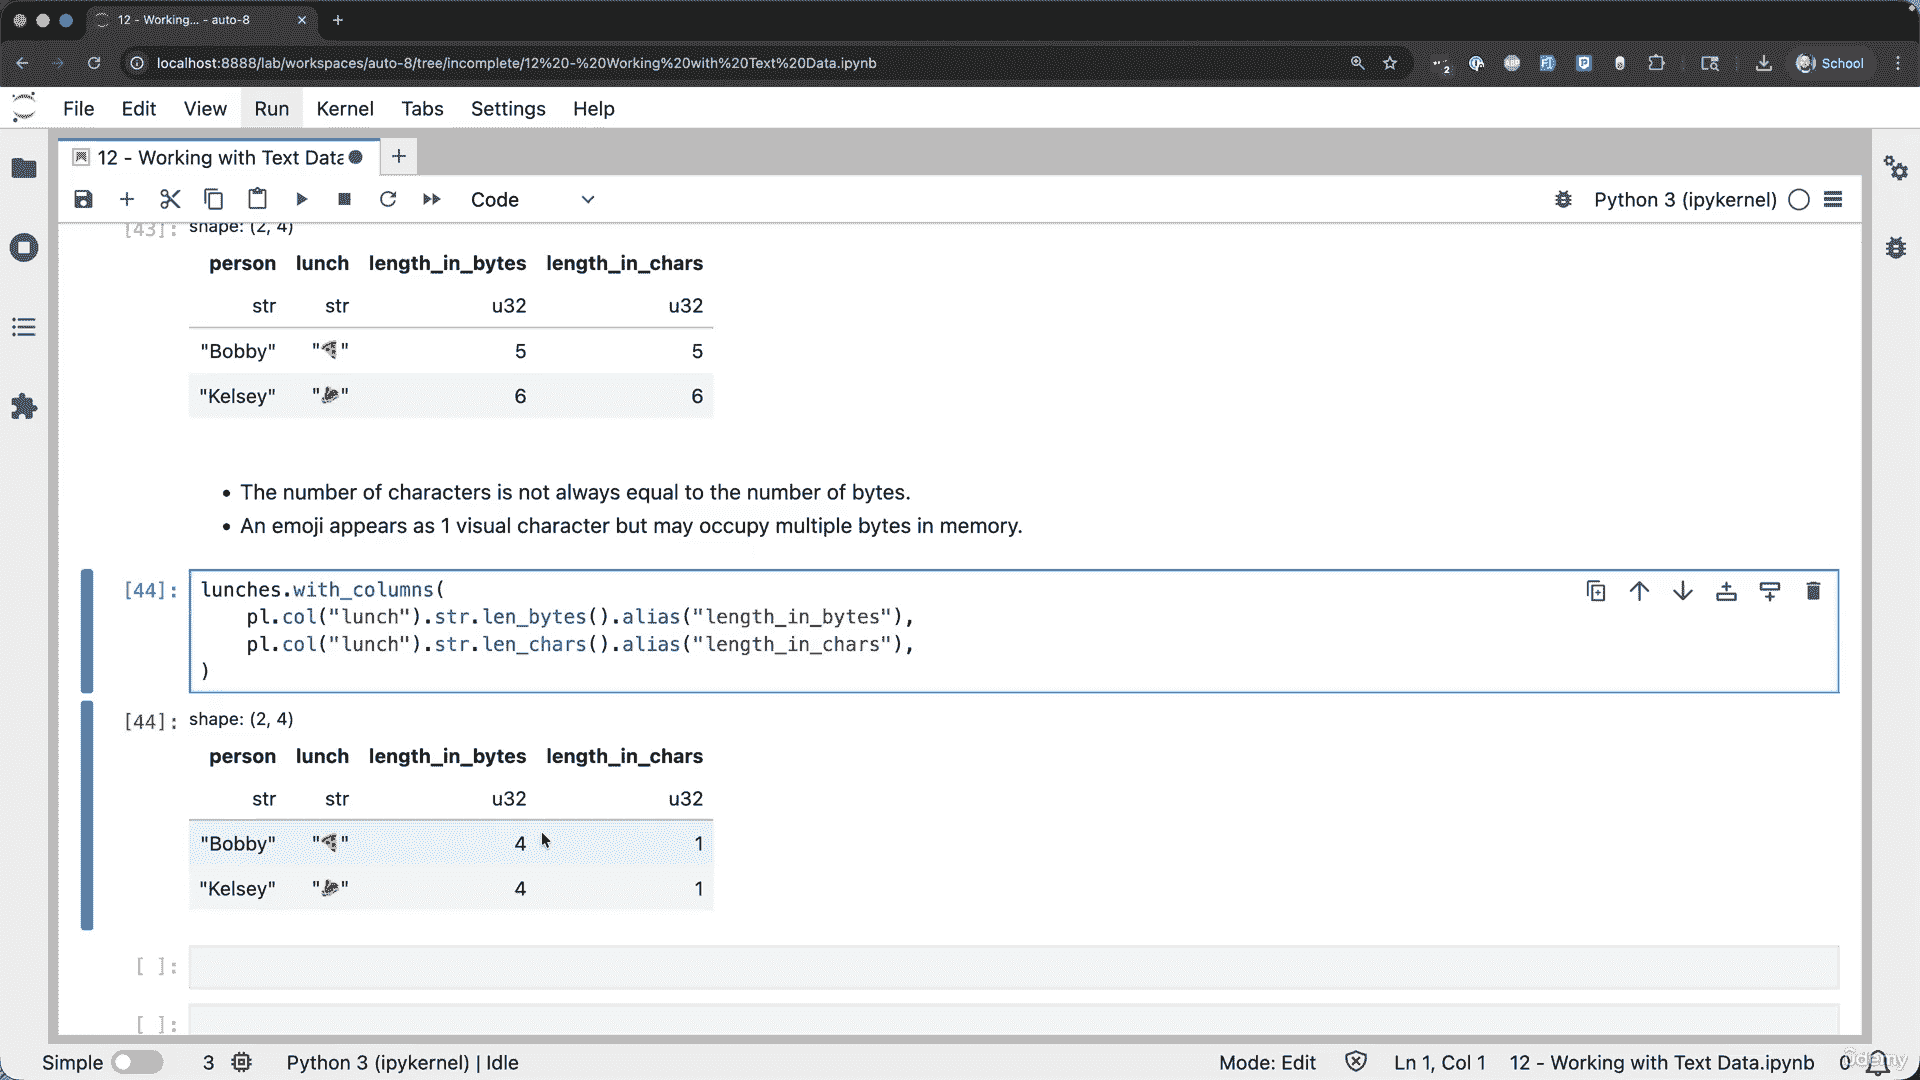 12 - Working... - auto-8
localhost:8888/lab/workspaces/auto-8/tree/incomplete/12%20-%20Working%20with%20Text%20Data.ipynb
2
School
File Edit View Run Kernel Tabs Settings Help
12 - Working with Text Data
Code
Python 3 (ipykernel)
[43]: shape: (2, 4)
person lunch length_in_bytes length_in_chars
str str u32 u32
"Bobby" "🍕" 5 5
"Kelsey" " " 6 6
• The number of characters is not always equal to the number of bytes.
• An emoji appears as 1 visual character but may occupy multiple bytes in memory.
[44]: lunches.with_columns(
pl.col("lunch").str.len_bytes().alias("length_in_bytes"),
pl.col("lunch").str.len_chars().alias("length_in_chars"),
)
[44]: shape: (2, 4)
person lunch length_in_bytes length_in_chars
str str u32 u32
"Bobby" "🍕" 4 1
"Kelsey" " " 4 1
[ ]:
[ ]:
Simple 3 Python 3 (ipykernel) | Idle Mode: Edit Ln 1, Col 1 12 - Working with Text Data.ipynb 0